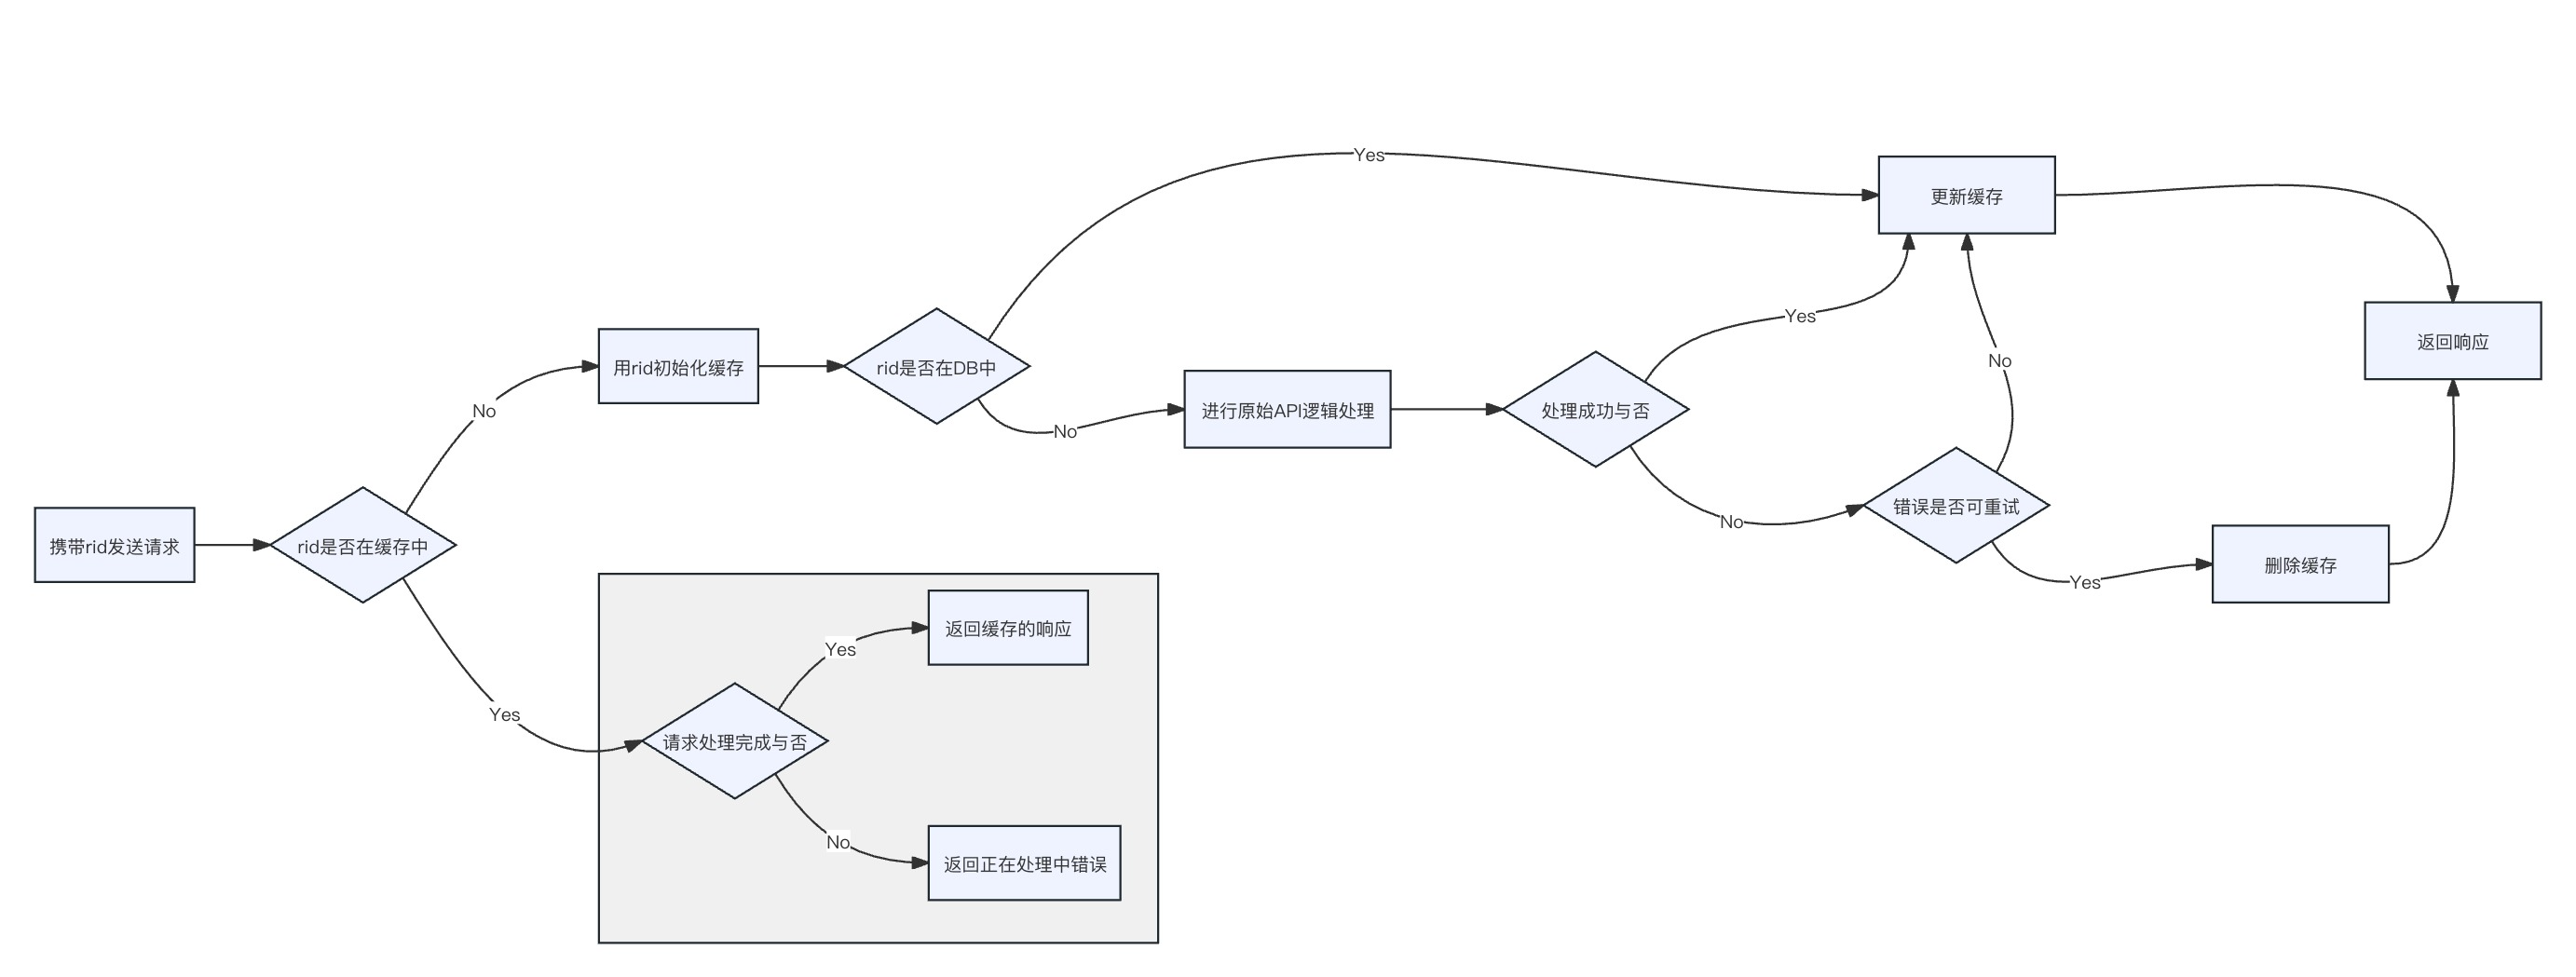 携带rid发送请求
rid是否在缓存中
No
用rid初始化缓存
rid是否在DB中
Yes
No
进行原始API逻辑处理
处理成功与否
Yes
No
错误是否可重试
No
Yes
更新缓存
删除缓存
返回响应
Yes
请求处理完成与否
Yes
返回缓存的响应
No
返回正在处理中错误